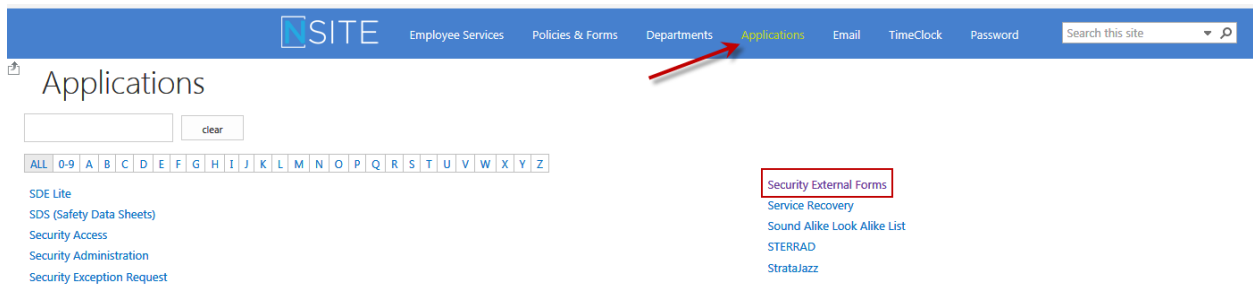 NSITE Employee Services Policies & Forms Departments Applications Email TimeClock Password Search this site
Applications
clear
ALL 0-9 A B C D E F G H I J K L M N O P Q R S T U V W X Y Z
SDE Lite
SDS (Safety Data Sheets)
Security Access
Security Administration
Security Exception Request
Security External Forms
Service Recovery
Sound Alike Look Alike List
STERRAD
StrataJazz